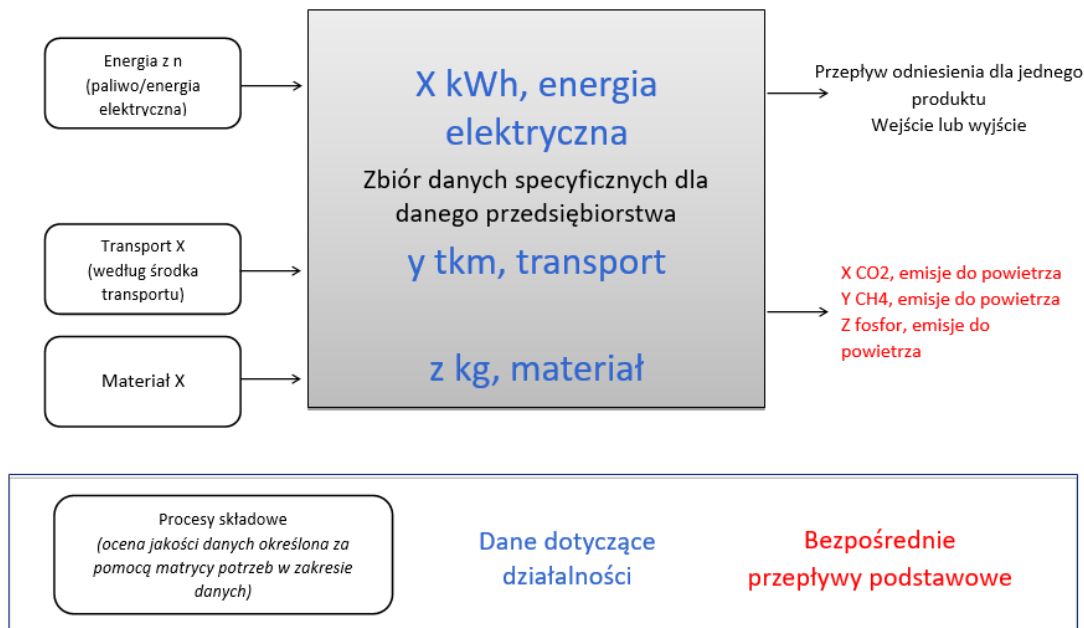 Energia z n
(paliwo/energia
elektryczna)
X kWh, energia
elektryczna
Przepływ odniesienia dla jednego
produktu
Wejście lub wyjście
Zbiór danych specyficznych dla
danego przedsiębiorstwa
Transport X
(według środka
transportu)
y tkm, transport
X CO2, emisje do powietrza
Y CH4, emisje do powietrza
Z fosfor, emisje do
powietrza
Materiał X
z kg, materiał
Procesy składowe
(ocena jakości danych określona za
pomocą matrycy potrzeb w zakresie
danych)
Dane dotyczące
działalności
Bezpośrednie
przepływy podstawowe